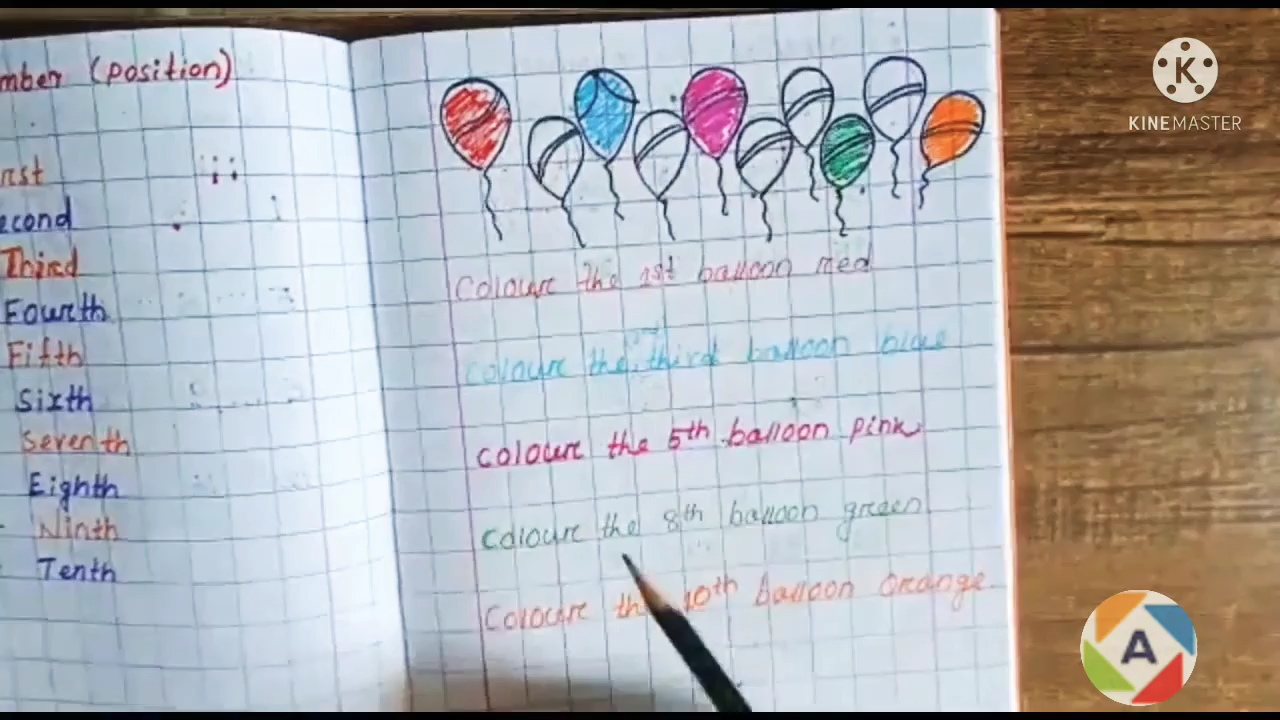 mber (position)
rst
econd
Third
Fourth
Fifth
Sixth
Seventh
Eighth
Ninth
Tenth
colour the 1st balloon red
colour the third balloon blue
colour the 5th balloon pink
colour the 8th balloon green
colour the 10th balloon orange
K
KINEMASTER
A